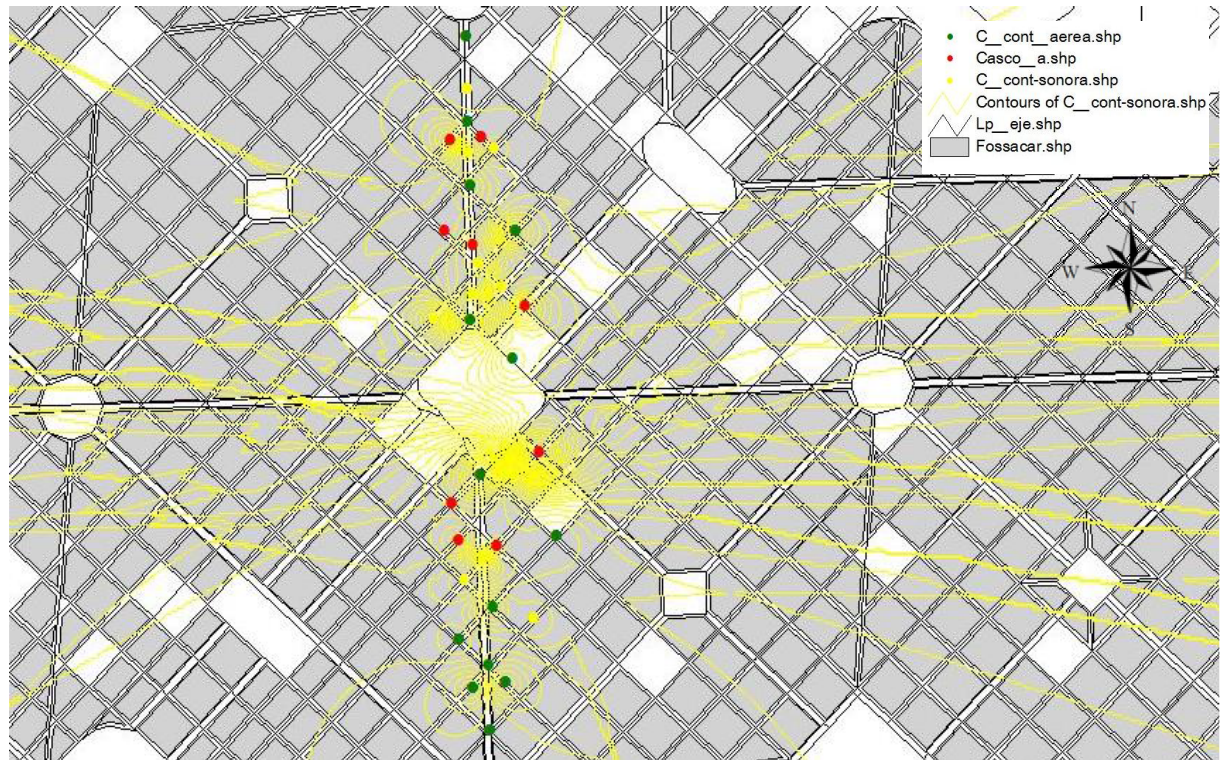 C__cont__aerea.shp
Casco__a.shp
C__cont-sonora.shp
Contours of C__cont-sonora.shp
Lp__eje.shp
Fossacar.shp
N
W
E
S